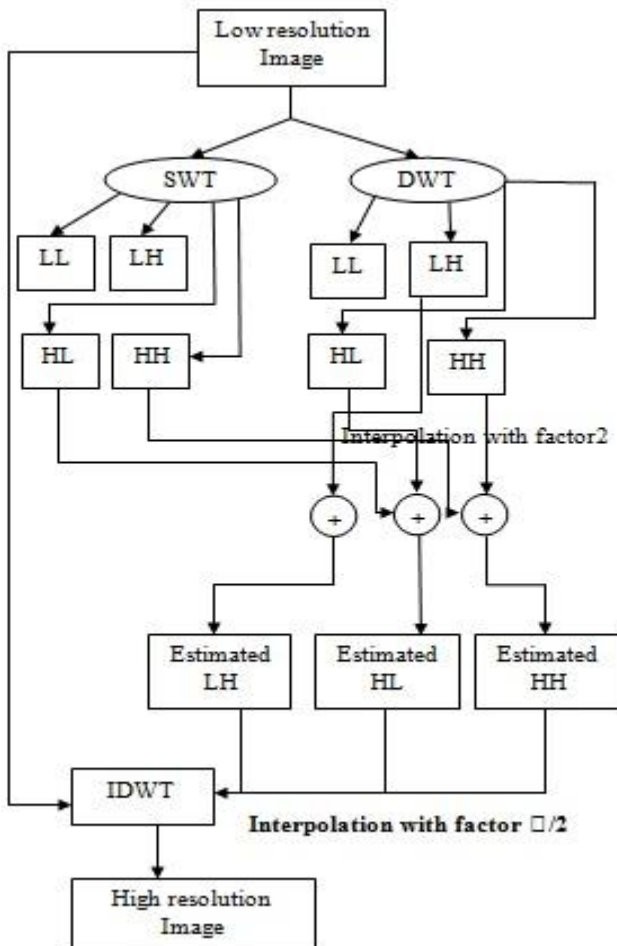 Low resolution
Image
SWT
DWT
LL
LH
LL
LH
HL
HH
HL
HH
Interpolation with factor2
+
+
+
Estimated
LH
Estimated
HL
Estimated
HH
IDWT
Interpolation with factor □/2
High resolution
Image